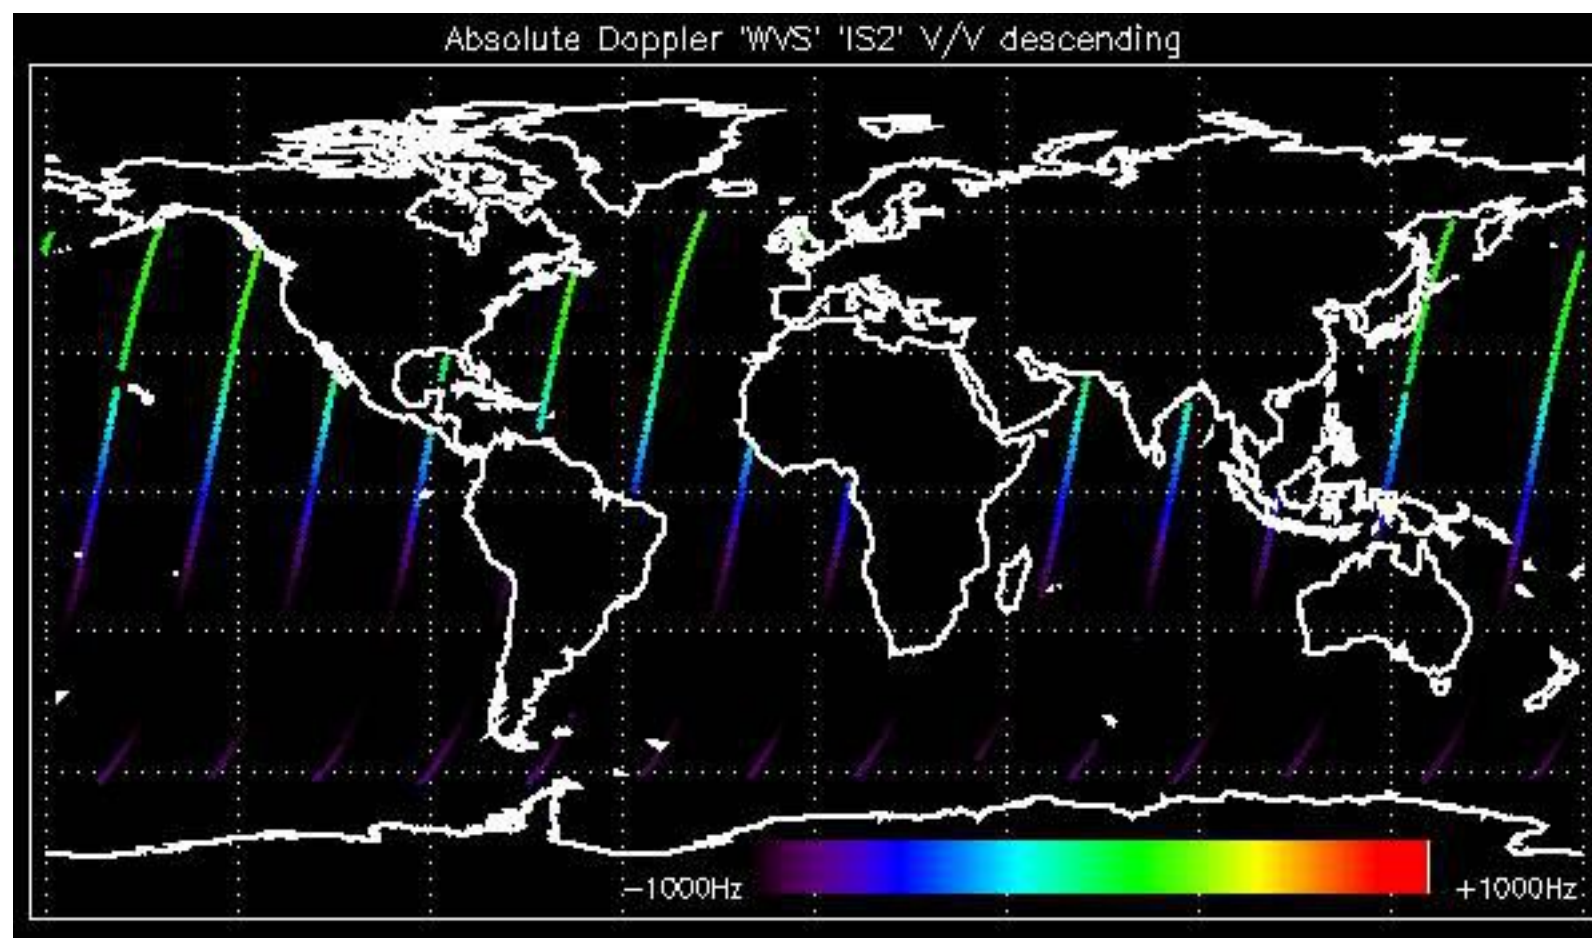 Absolute Doppler 'WVS' 'IS2' V/V descending
−1000Hz +1000Hz